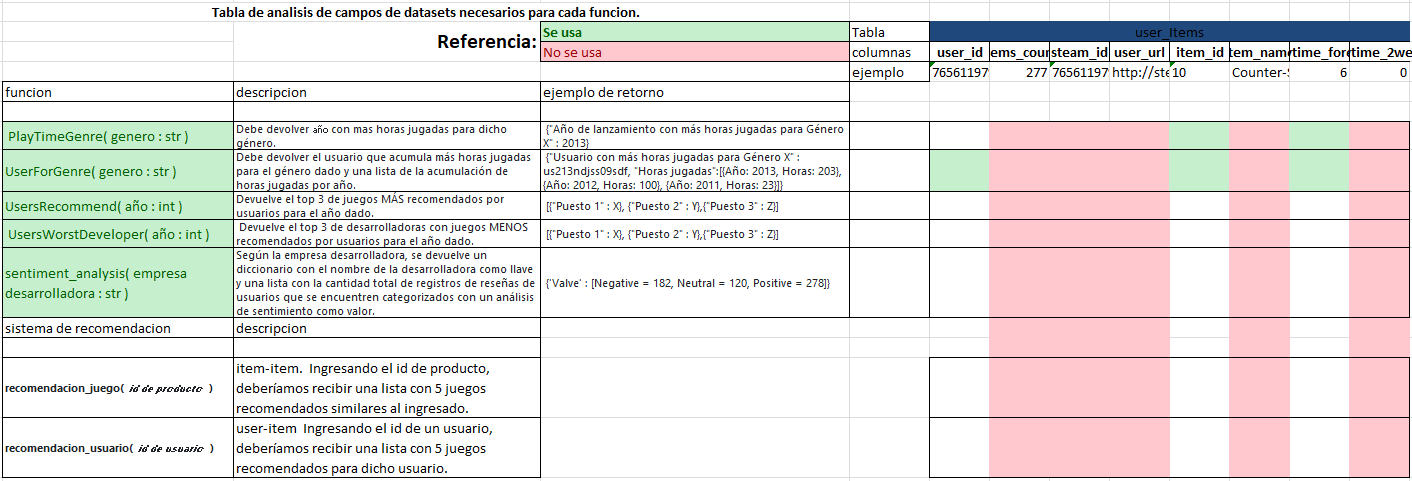 Tabla de analisis de campos de datasets necesarios para cada funcion.
Referencia:
Se usa
No se usa
Tabla
user_Items
columnas
user_id
ems_cour
steam_id
user_url
item_id
tem_name
time_fore
time_2we
ejemplo
76561197
277
76561197
http://ste
10
Counter-S
6
0
funcion
descripcion
ejemplo de retorno
PlayTimeGenre( genero : str )
Debe devolver año con mas horas jugadas para dicho
género.
{"Año de lanzamiento con más horas jugadas para Género
X" : 2013}
UserForGenre( genero : str )
Debe devolver el usuario que acumula más horas jugadas
para el género dado y una lista de la acumulación de
horas jugadas por año.
{"Usuario con más horas jugadas para Género X" :
us213ndjss09sdf, "Horas jugadas":[{Año: 2013, Horas: 203},
{Año: 2012, Horas: 100}, {Año: 2011, Horas: 23}]}
UsersRecommend( año : int )
Devuelve el top 3 de juegos MÁS recomendados por
usuarios para el año dado.
[{"Puesto 1" : X}, {"Puesto 2" : Y},{"Puesto 3" : Z}]
UsersWorstDeveloper( año : int )
Devuelve el top 3 de desarrolladoras con juegos MENOS
recomendados por usuarios para el año dado.
[{"Puesto 1" : X}, {"Puesto 2" : Y},{"Puesto 3" : Z}]
sentiment_analysis( empresa
desarrolladora : str )
Según la empresa desarrolladora, se devuelve un
diccionario con el nombre de la desarrolladora como llave
y una lista con la cantidad total de registros de reseñas de
usuarios que se encuentren categorizados con un análisis
de sentimiento como valor.
{'Valve' : [Negative = 182, Neutral = 120, Positive = 278]}
sistema de recomendacion
descripcion
recomendacion_juego( id de producto )
item-item. Ingresando el id de producto,
deberíamos recibir una lista con 5 juegos
recomendados similares al ingresado.
recomendacion_usuario( id de usuario )
user-item Ingresando el id de un usuario,
deberíamos recibir una lista con 5 juegos
recomendados para dicho usuario.